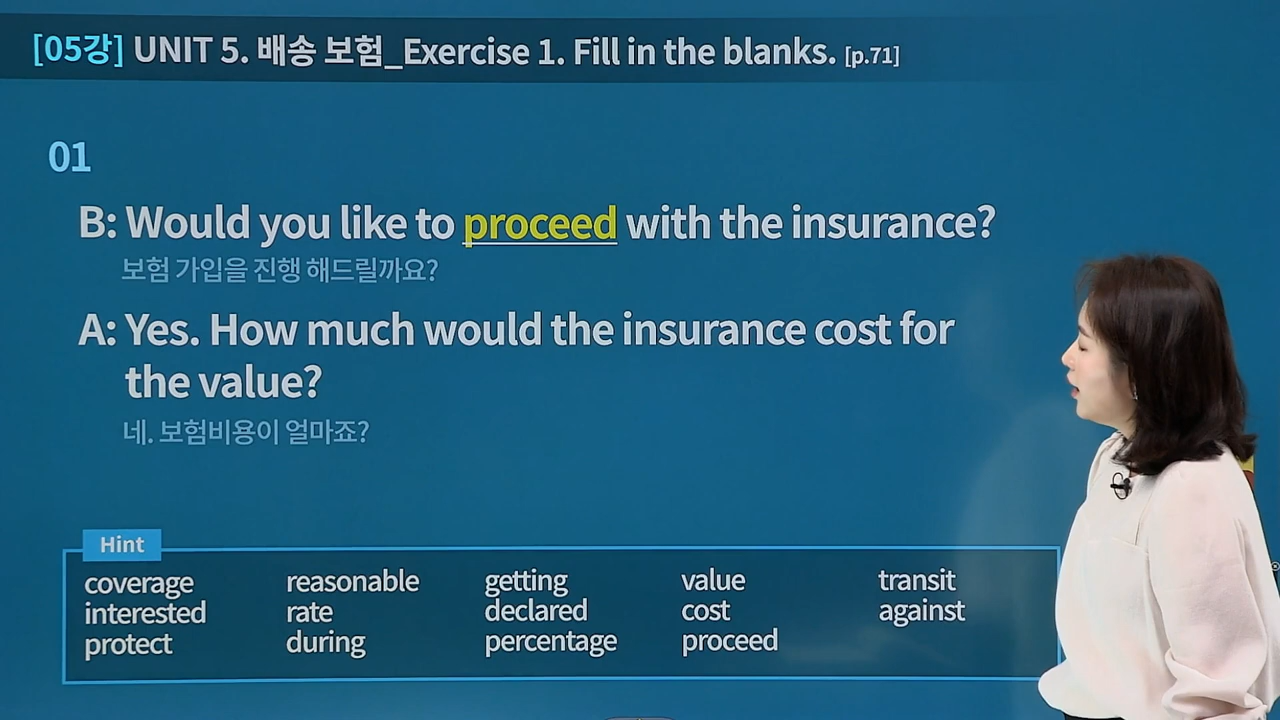 [05강] UNIT 5. 배송 보험_Exercise 1. Fill in the blanks. [p.71]
01
B: Would you like to proceed with the insurance?
보험 가입을 진행 해드릴까요?
A: Yes. How much would the insurance cost for
the value?
네. 보험비용이 얼마죠?
Hint
coverage reasonable getting value transit
interested rate declared cost against
protect during percentage proceed